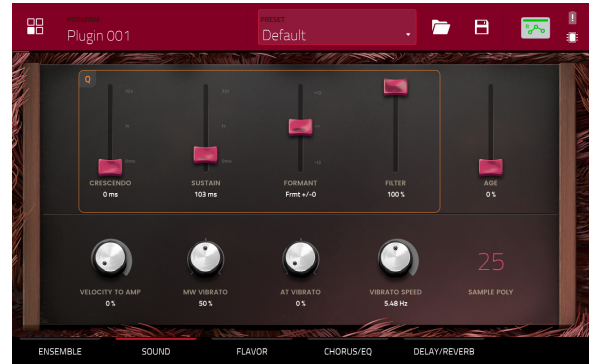 Plugin 001
PRESET
Default
Q
CRESCENDO
0 ms
SUSTAIN
103 ms
FORMANT
Frmt +/-0
FILTER
100 %
AGE
0 %
VELOCITY TO AMP
0 %
MW VIBRATO
50 %
AT VIBRATO
0 %
VIBRATO SPEED
5.48 Hz
25
SAMPLE POLY
ENSEMBLE
SOUND
FLAVOR
CHORUS/EQ
DELAY/REVERB